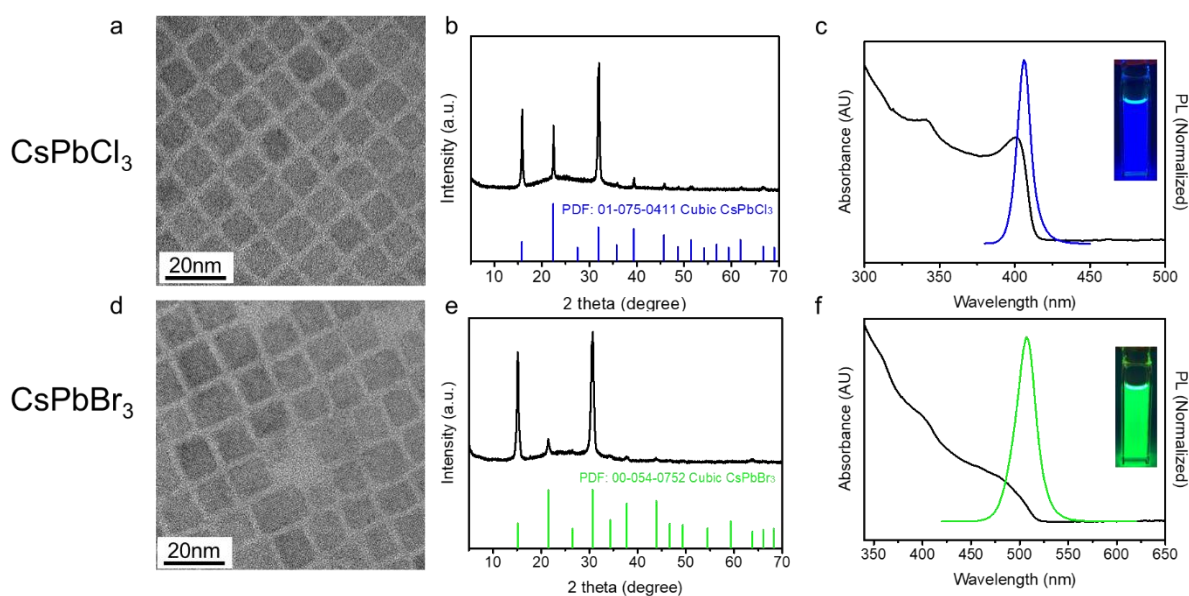 a
b
c
CsPbCl₃
20nm
Intensity (a.u.)
PDF: 01-075-0411 Cubic CsPbCl₃
10 20 30 40 50 60 70
2 theta (degree)
Absorbance (AU)
PL (Normalized)
300 350 400 450 500
Wavelength (nm)
d
e
f
CsPbBr₃
20nm
Intensity (a.u.)
PDF: 00-054-0752 Cubic CsPbBr₃
10 20 30 40 50 60 70
2 theta (degree)
Absorbance (AU)
PL (Normalized)
350 400 450 500 550 600 650
Wavelength (nm)